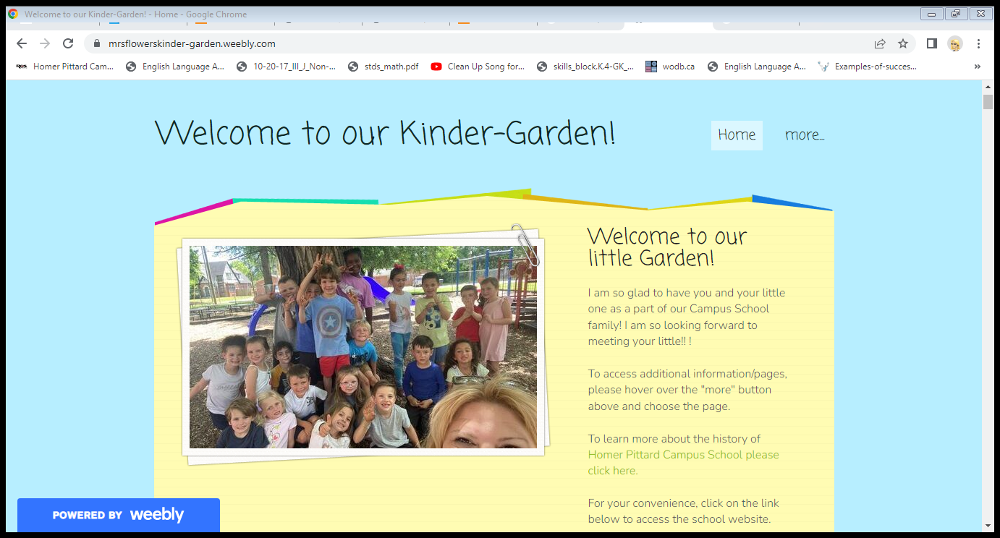 Welcome to our Kinder-Garden! - Home - Google Chrome
mrsflowerskinder-garden.weebly.com
Homer Pittard Cam... English Language A... 10-20-17_III_J_Non-... stds_math.pdf Clean Up Song for... skills_block.K.4-GK_... wodb.ca English Language A... Examples-of-succes... »
Welcome to our Kinder-Garden!
Home more...
Welcome to our
little Garden!
I am so glad to have you and your little
one as a part of our Campus School
family! I am so looking forward to
meeting your little!! !
To access additional information/pages,
please hover over the "more" button
above and choose the page.
To learn more about the history of
Homer Pittard Campus School please
click here.
For your convenience, click on the link
below to access the school website.
POWERED BY weebly